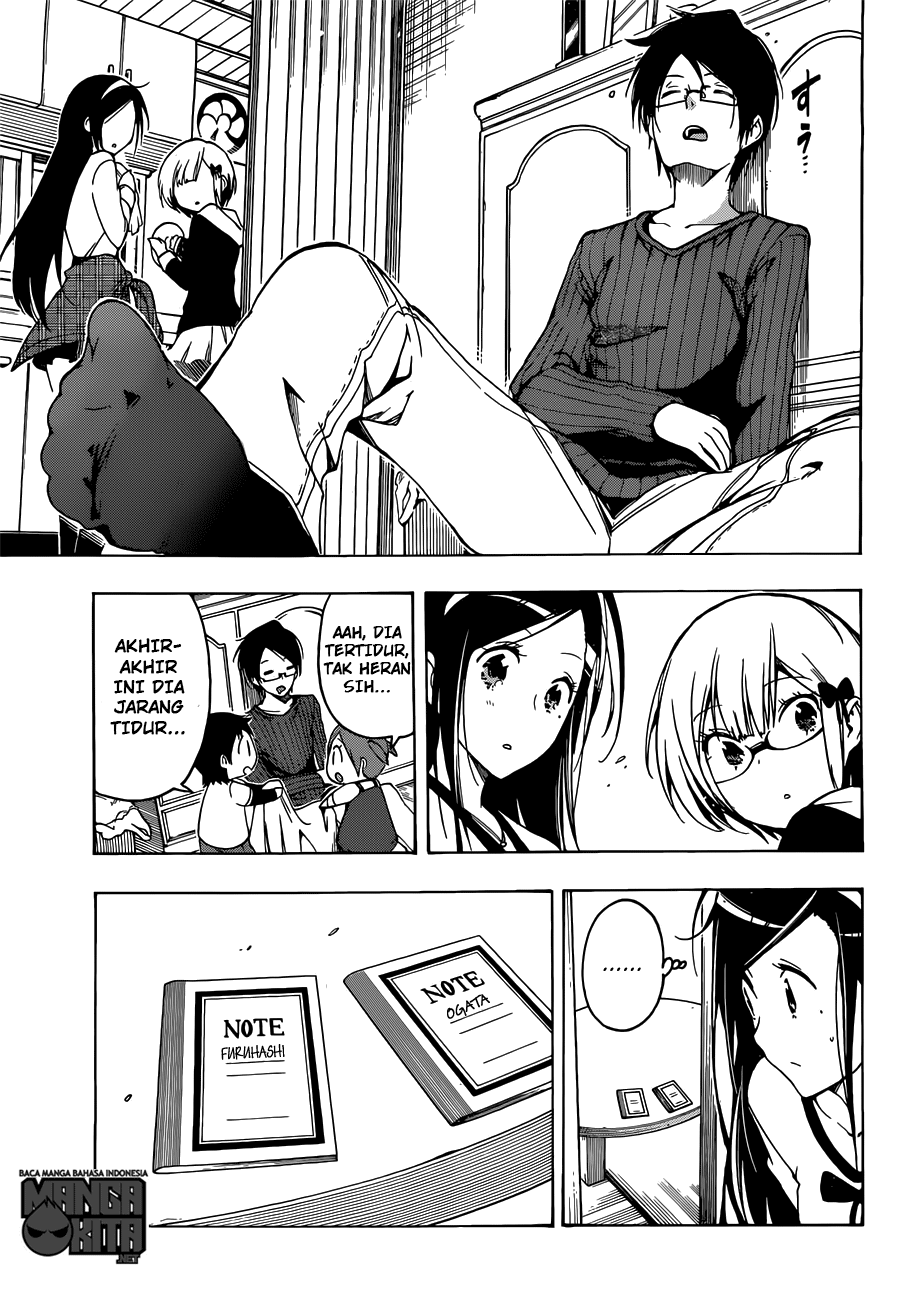 すぅ
AAH, DIA
TERTIDUR,
TAK HERAN
SIH...
AKHIR-
AKHIR
INI DIA
JARANG
TIDUR...
......
NOTE
OGATA
NOTE
FURUHASHI
BACA MANGA BAHASA INDONESIA
MANGA
KITA
.NET